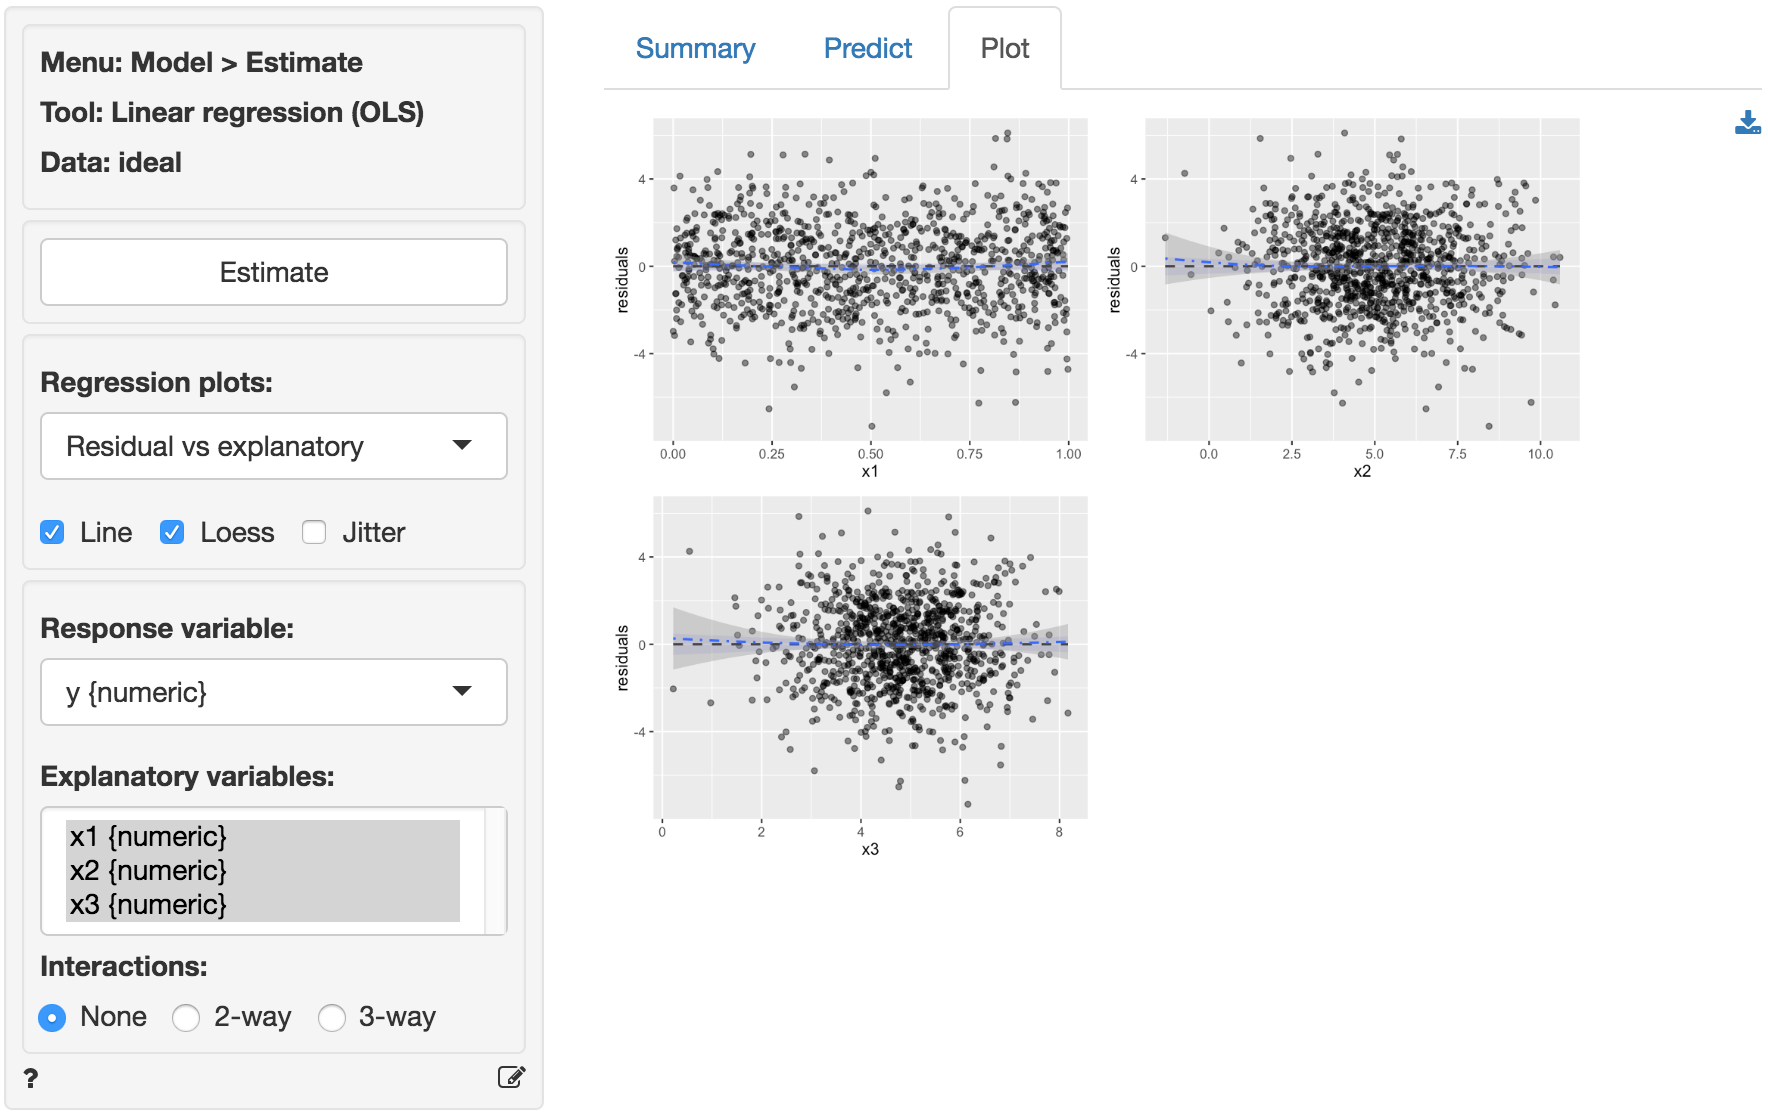 Menu: Model > Estimate
Tool: Linear regression (OLS)
Data: ideal
Estimate
Regression plots:
Residual vs explanatory
Line Loess Jitter
Response variable:
y {numeric}
Explanatory variables:
x1 {numeric}
x2 {numeric}
x3 {numeric}
Interactions:
None 2-way 3-way
?
Summary Predict Plot
4
0
-4
residuals
0.00 0.25 0.50 0.75 1.00
x1
4
0
-4
residuals
0.0 2.5 5.0 7.5 10.0
x2
4
0
-4
residuals
0 2 4 6 8
x3